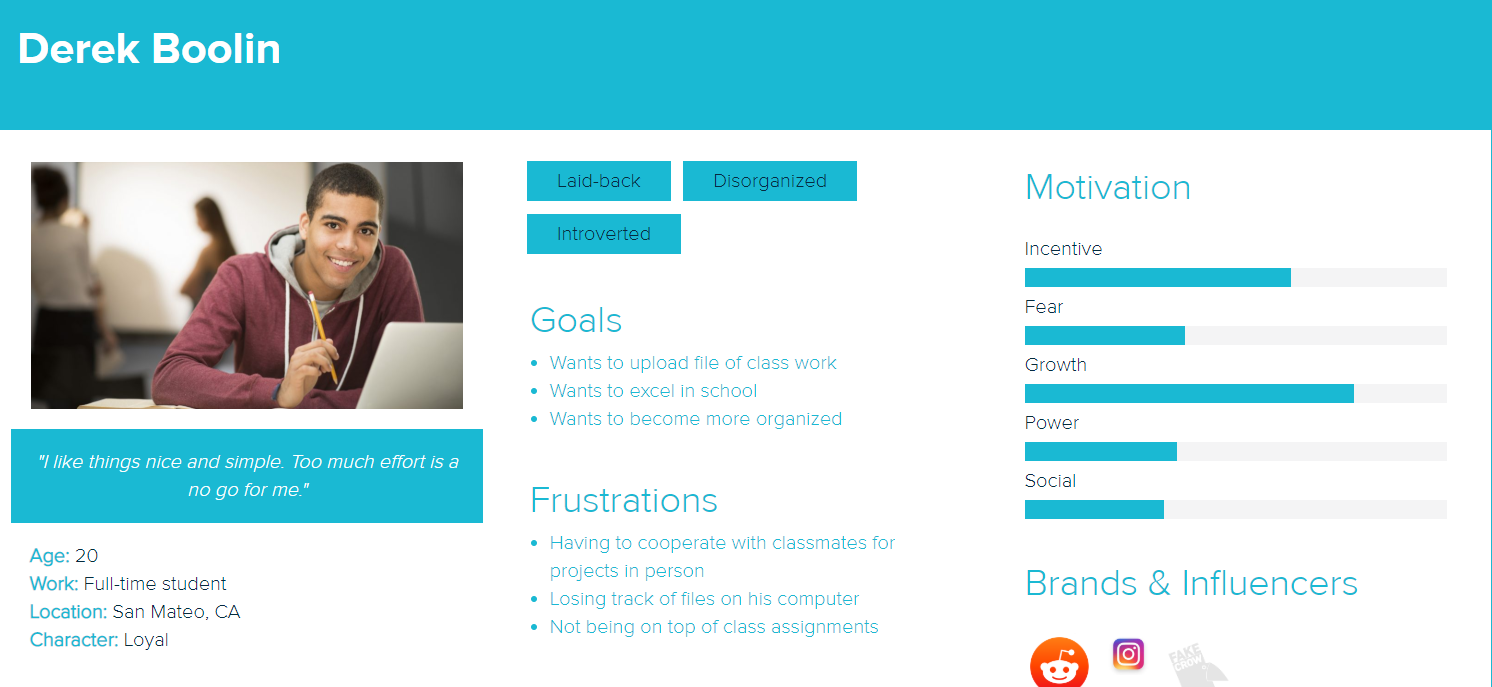 Derek Boolin
"I like things nice and simple. Too much effort is a
no go for me."
Age: 20
Work: Full-time student
Location: San Mateo, CA
Character: Loyal
Laid-back
Disorganized
Introverted
Goals
• Wants to upload file of class work
• Wants to excel in school
• Wants to become more organized
Frustrations
• Having to cooperate with classmates for
projects in person
• Losing track of files on his computer
• Not being on top of class assignments
Motivation
Incentive
Fear
Growth
Power
Social
Brands & Influencers
FAKE
CROW